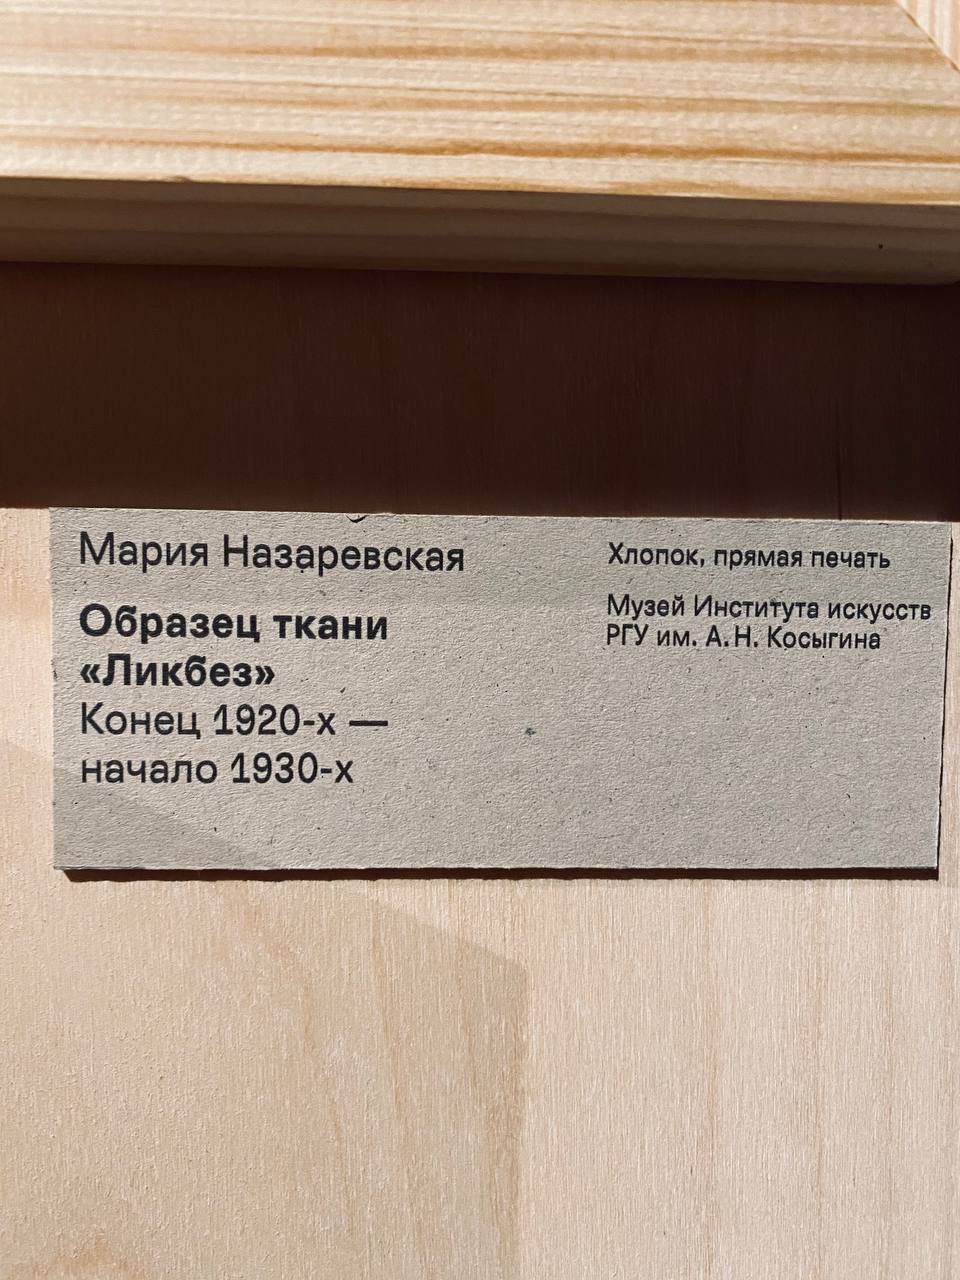 Мария Назаревская
Образец ткани
«Ликбез»
Конец 1920-х —
начало 1930-х
Хлопок, прямая печать
Музей Института искусств
РГУ им. А. Н. Косыгина